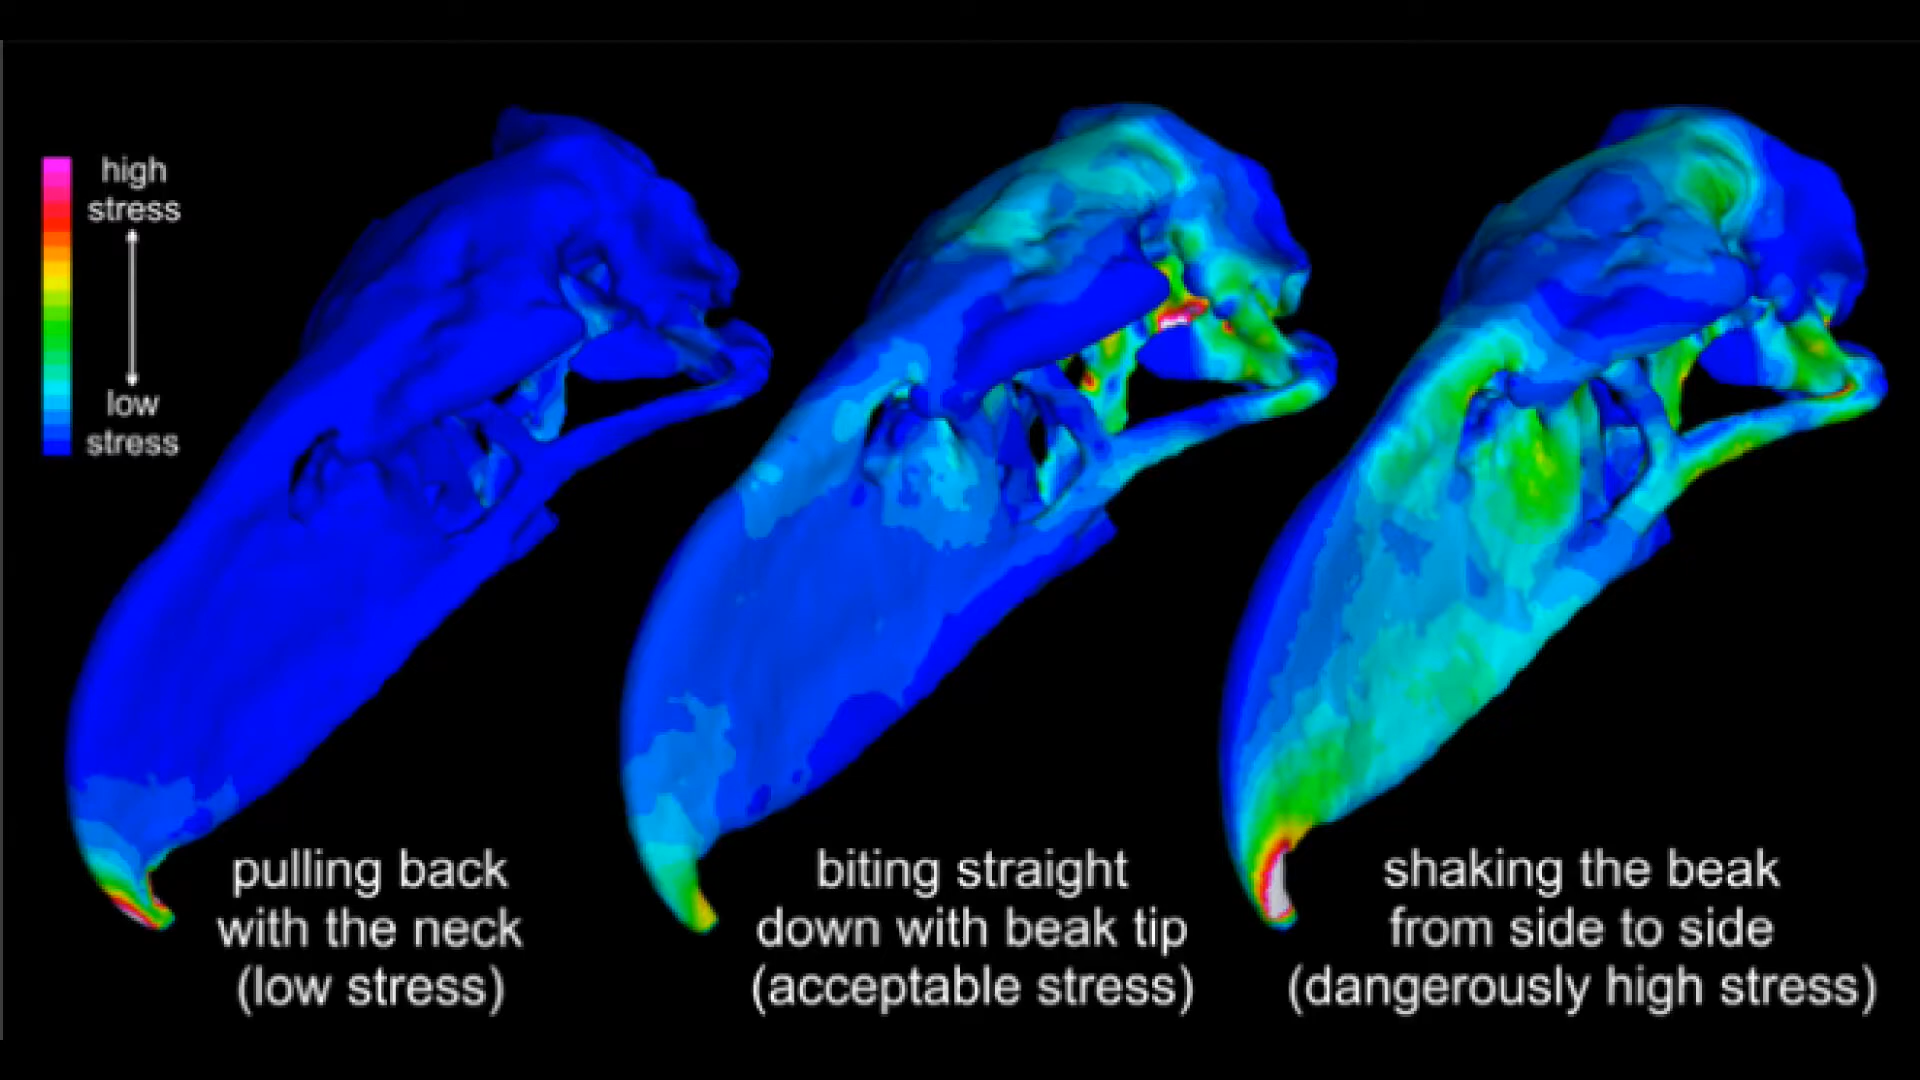 high
stress
low
stress
pulling back
with the neck
(low stress)
biting straight
down with beak tip
(acceptable stress)
shaking the beak
from side to side
(dangerously high stress)